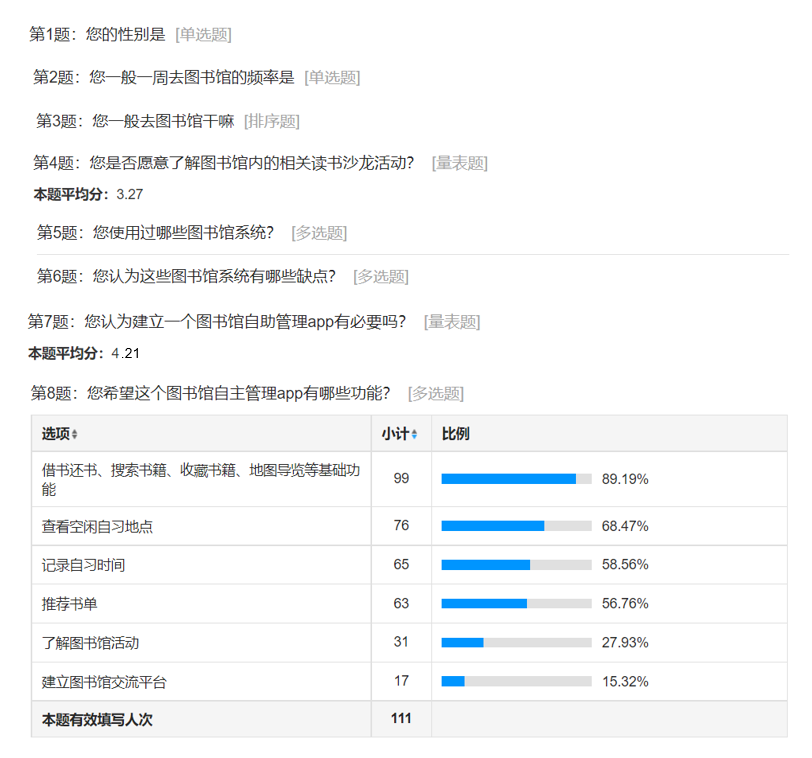 第1题：您的性别是 [单选题]
第2题：您一般一周去图书馆的频率是 [单选题]
第3题：您一般去图书馆干嘛 [排序题]
第4题：您是否愿意了解图书馆内的相关读书沙龙活动? [量表题]
本题平均分：3.27
第5题：您使用过哪些图书馆系统? [多选题]
第6题：您认为这些图书馆系统有哪些缺点? [多选题]
第7题：您认为建立一个图书馆自助管理app有必要吗? [量表题]
本题平均分：4.21
第8题：您希望这个图书馆自主管理app有哪些功能? [多选题]
选项 小计 比例
借书还书、搜索书籍、收藏书籍、地图导览等基础功
能 99 89.19%
查看空闲自习地点 76 68.47%
记录自习时间 65 58.56%
推荐书单 63 56.76%
了解图书馆活动 31 27.93%
建立图书馆交流平台 17 15.32%
本题有效填写人次 111